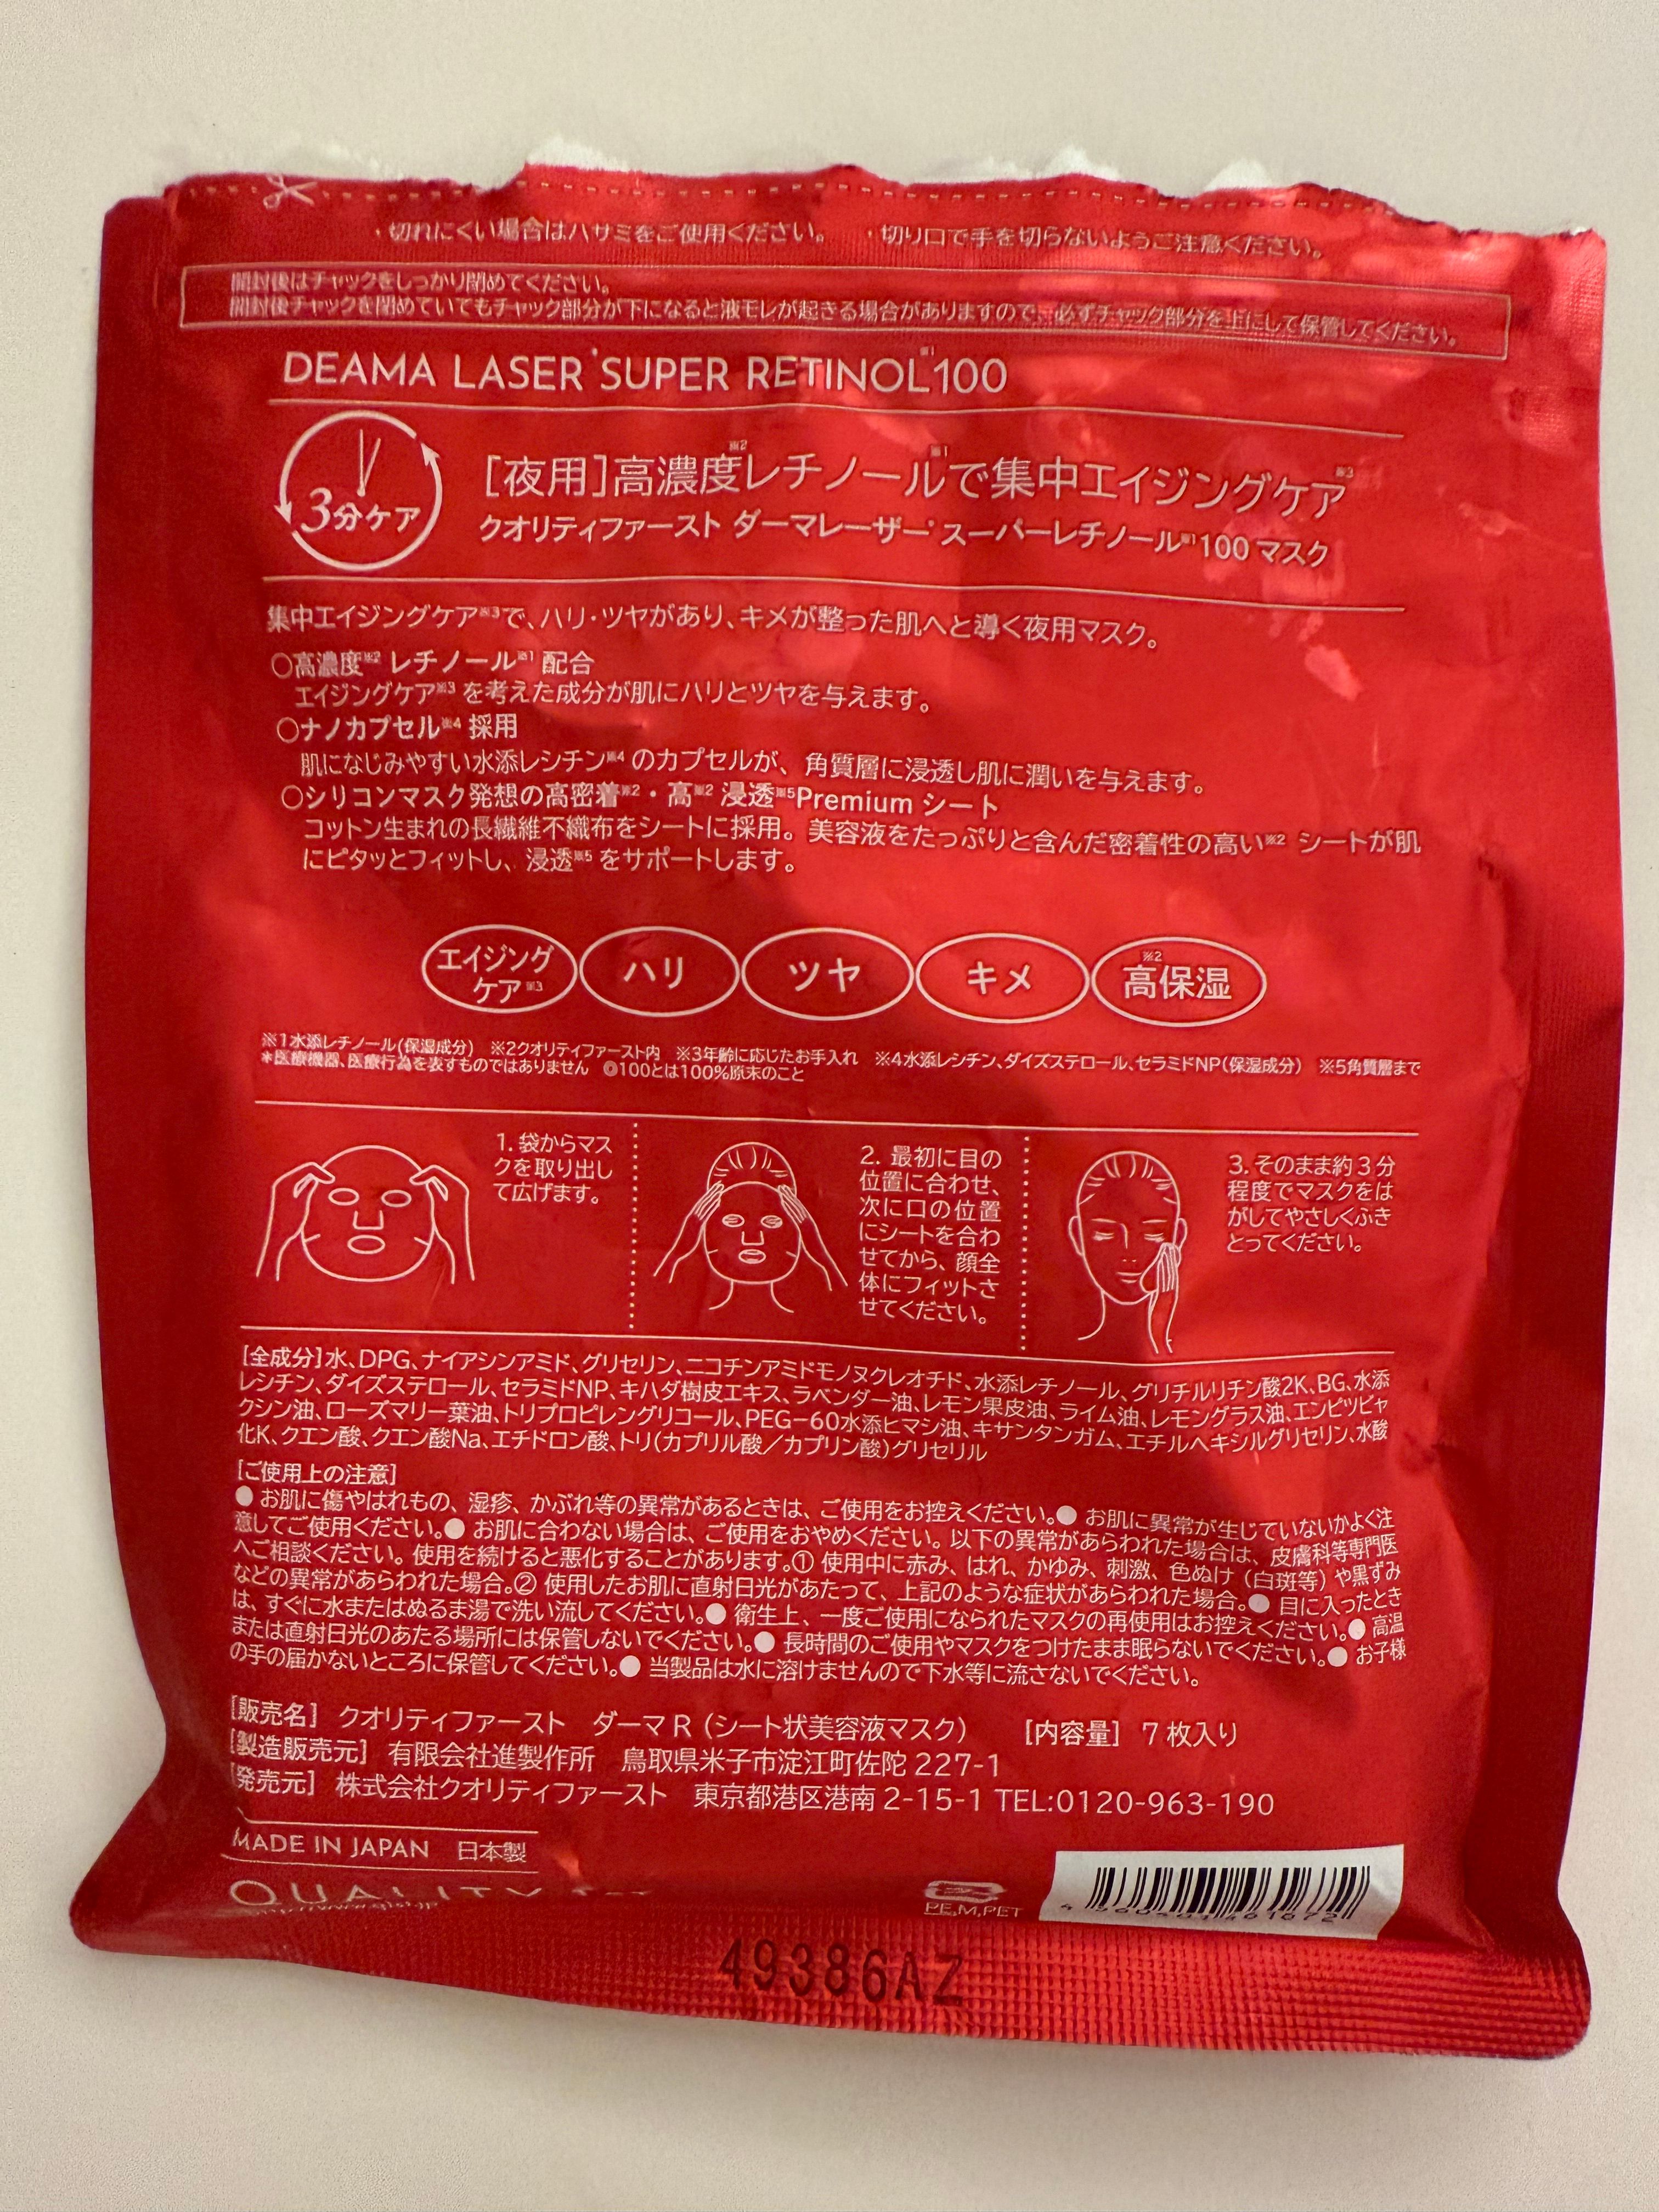 ・切れにくい場合はハサミをご使用ください。 ・切り口で手を切らないようご注意ください。
開封後はチャックをしっかり閉めてください。
開封後チャックを閉めていてもチャック部分が下になると液モレが起きる場合がありますので、必ずチャック部分を上にして保管してください。
DEAMA LASER* SUPER RETINOL※1 100
3分ケア
[夜用]高濃度※2レチノール※1で集中エイジングケア※3
クオリティファースト ダーマレーザー* スーパーレチノール※1 100 マスク
集中エイジングケア※3で、ハリ・ツヤがあり、キメが整った肌へと導く夜用マスク。
○高濃度※2 レチノール※1 配合
エイジングケア※3 を考えた成分が肌にハリとツヤを与えます。
○ナノカプセル※4 採用
肌になじみやすい水添レシチン※4 のカプセルが、角質層に浸透し肌に潤いを与えます。
○シリコンマスク発想の高密着※2・高※2 浸透※5Premium シート
コットン生まれの長繊維不織布をシートに採用。美容液をたっぷりと含んだ密着性の高い※2 シートが肌
にピタッとフィットし、浸透※5 をサポートします。
エイジング
ケア※3
ハリ
ツヤ
キメ
※2
高保湿
※1水添レチノール(保湿成分) ※2クオリティファースト内 ※3年齢に応じたお手入れ ※4水添レシチン、ダイズステロール、セラミドNP(保湿成分) ※5角質層まで
*医療機器、医療行為を表すものではありません ◎100とは100%原末のこと
1. 袋からマス
クを取り出し
て広げます。
2. 最初に目の
位置に合わせ、
次に口の位置
にシートを合わ
せてから、顔全
体にフィットさ
せてください。
3. そのまま約3分
程度でマスクをは
がしてやさしくふき
とってください。
[全成分]水、DPG、ナイアシンアミド、グリセリン、ニコチンアミドモノヌクレオチド、水添レチノール、グリチルリチン酸2K、BG、水添
レシチン、ダイズステロール、セラミドNP、キハダ樹皮エキス、ラベンダー油、レモン果皮油、ライム油、レモングラス油、エンピツビャ
クシン油、ローズマリー葉油、トリプロピレングリコール、PEG-60水添ヒマシ油、キサンタンガム、エチルヘキシルグリセリン、水酸
化K、クエン酸、クエン酸Na、エチドロン酸、トリ(カプリル酸/カプリン酸)グリセリル
[ご使用上の注意]
● お肌に傷やはれもの、湿疹、かぶれ等の異常があるときは、ご使用をお控えください。● お肌に異常が生じていないかよく注
意してご使用ください。● お肌に合わない場合は、ご使用をおやめください。以下の異常があらわれた場合は、皮膚科等専門医
へご相談ください。使用を続けると悪化することがあります。① 使用中に赤み、はれ、かゆみ、刺激、色ぬけ(白斑等)や黒ずみ
などの異常があらわれた場合。② 使用したお肌に直射日光があたって、上記のような症状があらわれた場合。● 目に入ったとき
は、すぐに水またはぬるま湯で洗い流してください。● 衛生上、一度ご使用になられたマスクの再使用はお控えください。● 高温
または直射日光のあたる場所には保管しないでください。● 長時間のご使用やマスクをつけたまま眠らないでください。● お子様
の手の届かないところに保管してください。● 当製品は水に溶けませんので下水等に流さないでください。
[販売名] クオリティファースト ダーマR(シート状美容液マスク) [内容量] 7枚入り
[製造販売元] 有限会社進製作所 鳥取県米子市淀江町佐陀 227-1
[発売元] 株式会社クオリティファースト 東京都港区港南 2-15-1 TEL:0120-963-190
MADE IN JAPAN 日本製
QUALITY 1st
PE,M,PET
49386AZ